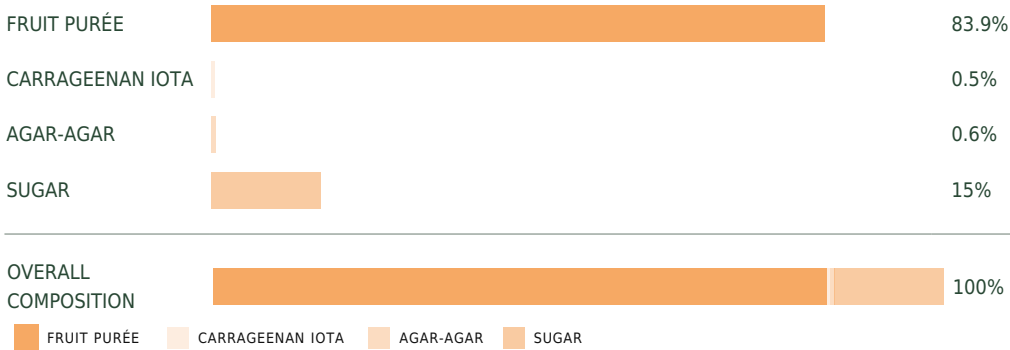 FRUIT PURÉE 83.9%
CARRAGEENAN IOTA 0.5%
AGAR-AGAR 0.6%
SUGAR 15%
OVERALL
COMPOSITION 100%
FRUIT PURÉE CARRAGEENAN IOTA AGAR-AGAR SUGAR